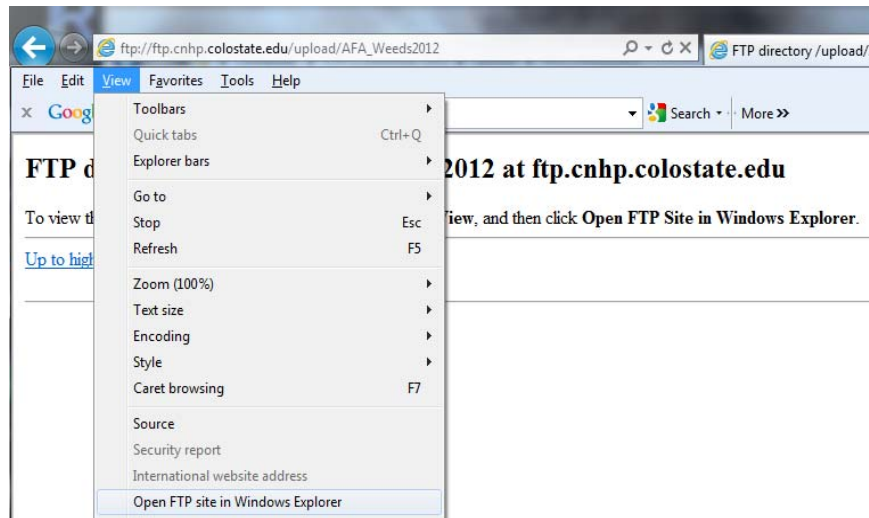 ftp://ftp.cnhp.colostate.edu/upload/AFA_Weeds2012
FTP directory /upload/
File Edit View Favorites Tools Help
x Goog
Search More >>
Toolbars
Quick tabs Ctrl+Q
Explorer bars
Go to
Stop Esc
Refresh F5
Zoom (100%)
Text size
Encoding
Style
Caret browsing F7
Source
Security report
International website address
Open FTP site in Windows Explorer
FTP d 2012 at ftp.cnhp.colostate.edu
To view th View, and then click Open FTP Site in Windows Explorer.
Up to high